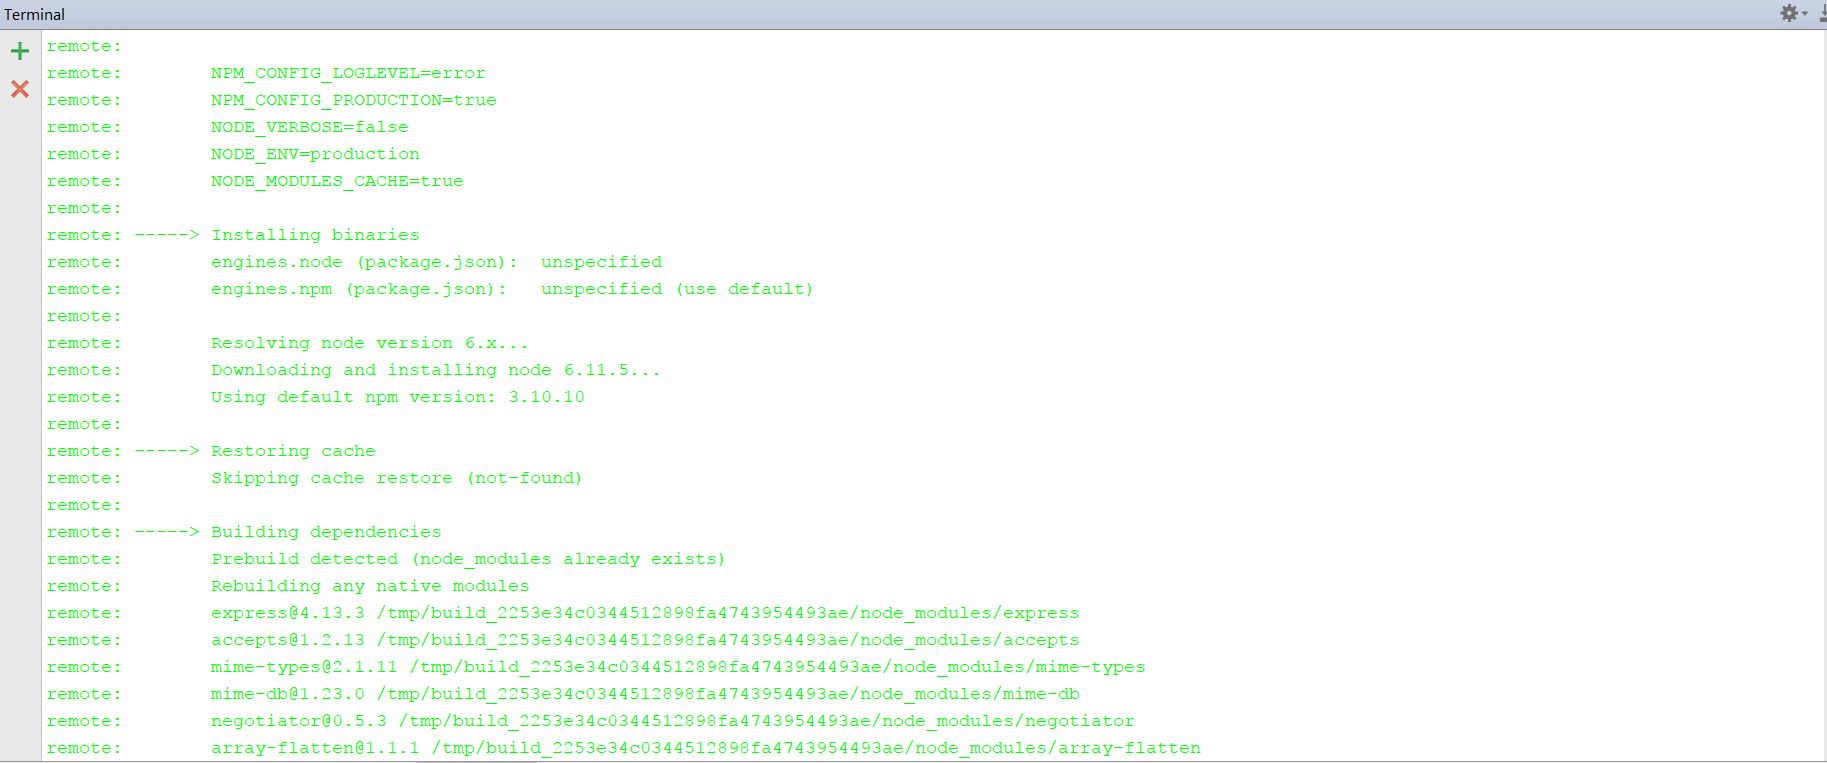 Terminal
remote:
remote:        NPM_CONFIG_LOGLEVEL=error
remote:        NPM_CONFIG_PRODUCTION=true
remote:        NODE_VERBOSE=false
remote:        NODE_ENV=production
remote:        NODE_MODULES_CACHE=true
remote:
remote: -----> Installing binaries
remote:        engines.node (package.json):  unspecified
remote:        engines.npm (package.json):   unspecified (use default)
remote:
remote:        Resolving node version 6.x...
remote:        Downloading and installing node 6.11.5...
remote:        Using default npm version: 3.10.10
remote:
remote: -----> Restoring cache
remote:        Skipping cache restore (not-found)
remote:
remote: -----> Building dependencies
remote:        Prebuild detected (node_modules already exists)
remote:        Rebuilding any native modules
remote:        express@4.13.3 /tmp/build_2253e34c0344512898fa4743954493ae/node_modules/express
remote:        accepts@1.2.13 /tmp/build_2253e34c0344512898fa4743954493ae/node_modules/accepts
remote:        mime-types@2.1.11 /tmp/build_2253e34c0344512898fa4743954493ae/node_modules/mime-types
remote:        mime-db@1.23.0 /tmp/build_2253e34c0344512898fa4743954493ae/node_modules/mime-db
remote:        negotiator@0.5.3 /tmp/build_2253e34c0344512898fa4743954493ae/node_modules/negotiator
remote:        array-flatten@1.1.1 /tmp/build_2253e34c0344512898fa4743954493ae/node_modules/array-flatten